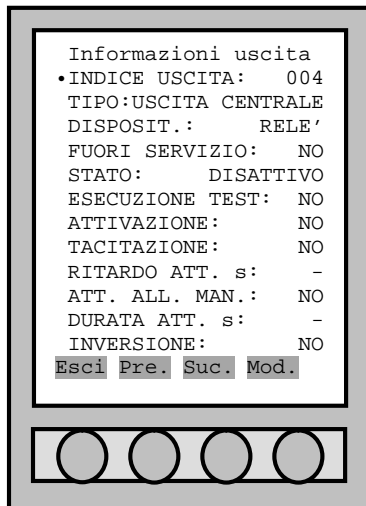 Informazioni uscita
•INDICE USCITA: 004
TIPO:USCITA CENTRALE
DISPOSIT.: RELE’
FUORI SERVIZIO: NO
STATO: DISATTIVO
ESECUZIONE TEST: NO
ATTIVAZIONE: NO
TACITAZIONE: NO
RITARDO ATT. s: -
ATT. ALL. MAN.: NO
DURATA ATT. s: -
INVERSIONE: NO
Esci Pre. Suc. Mod.